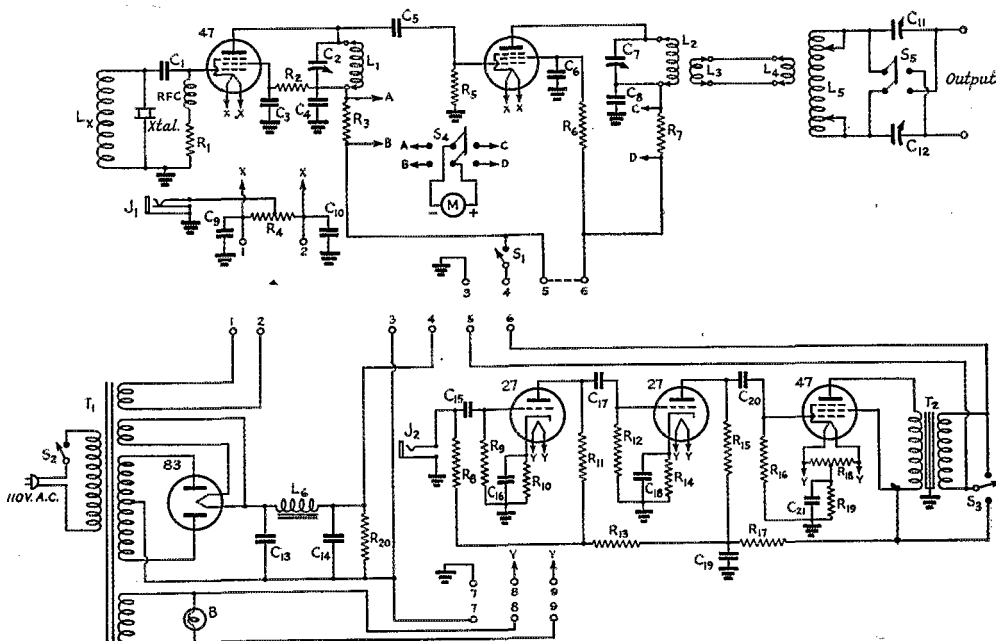 47
C5
C1
RFC
R1
Lx
Xtal.
C3
R2
C2
C4
L1
R3
A
B
X X
R5
X X
C6
R6
C7
C8
L2
C
D
R7
L3
L4
L5
C11
S5
C12
Output
S4
A
B
C
D
- M +
J1
X
X
C9
R4
C10
1
2
S1
3
4
5
6
1
2
3
4
5
6
T1
S2
110V. A.C.
83
L6
C13
C14
R20
B
J2
C15
R8
R9
C16
27
Y Y
R10
C17
R11
R12
27
C18
Y Y
R14
R13
C20
R15
R16
47
Y
R18
Y
C21
R19
R17
C19
T2
S3
7
7
Y
8
8
Y
9
9